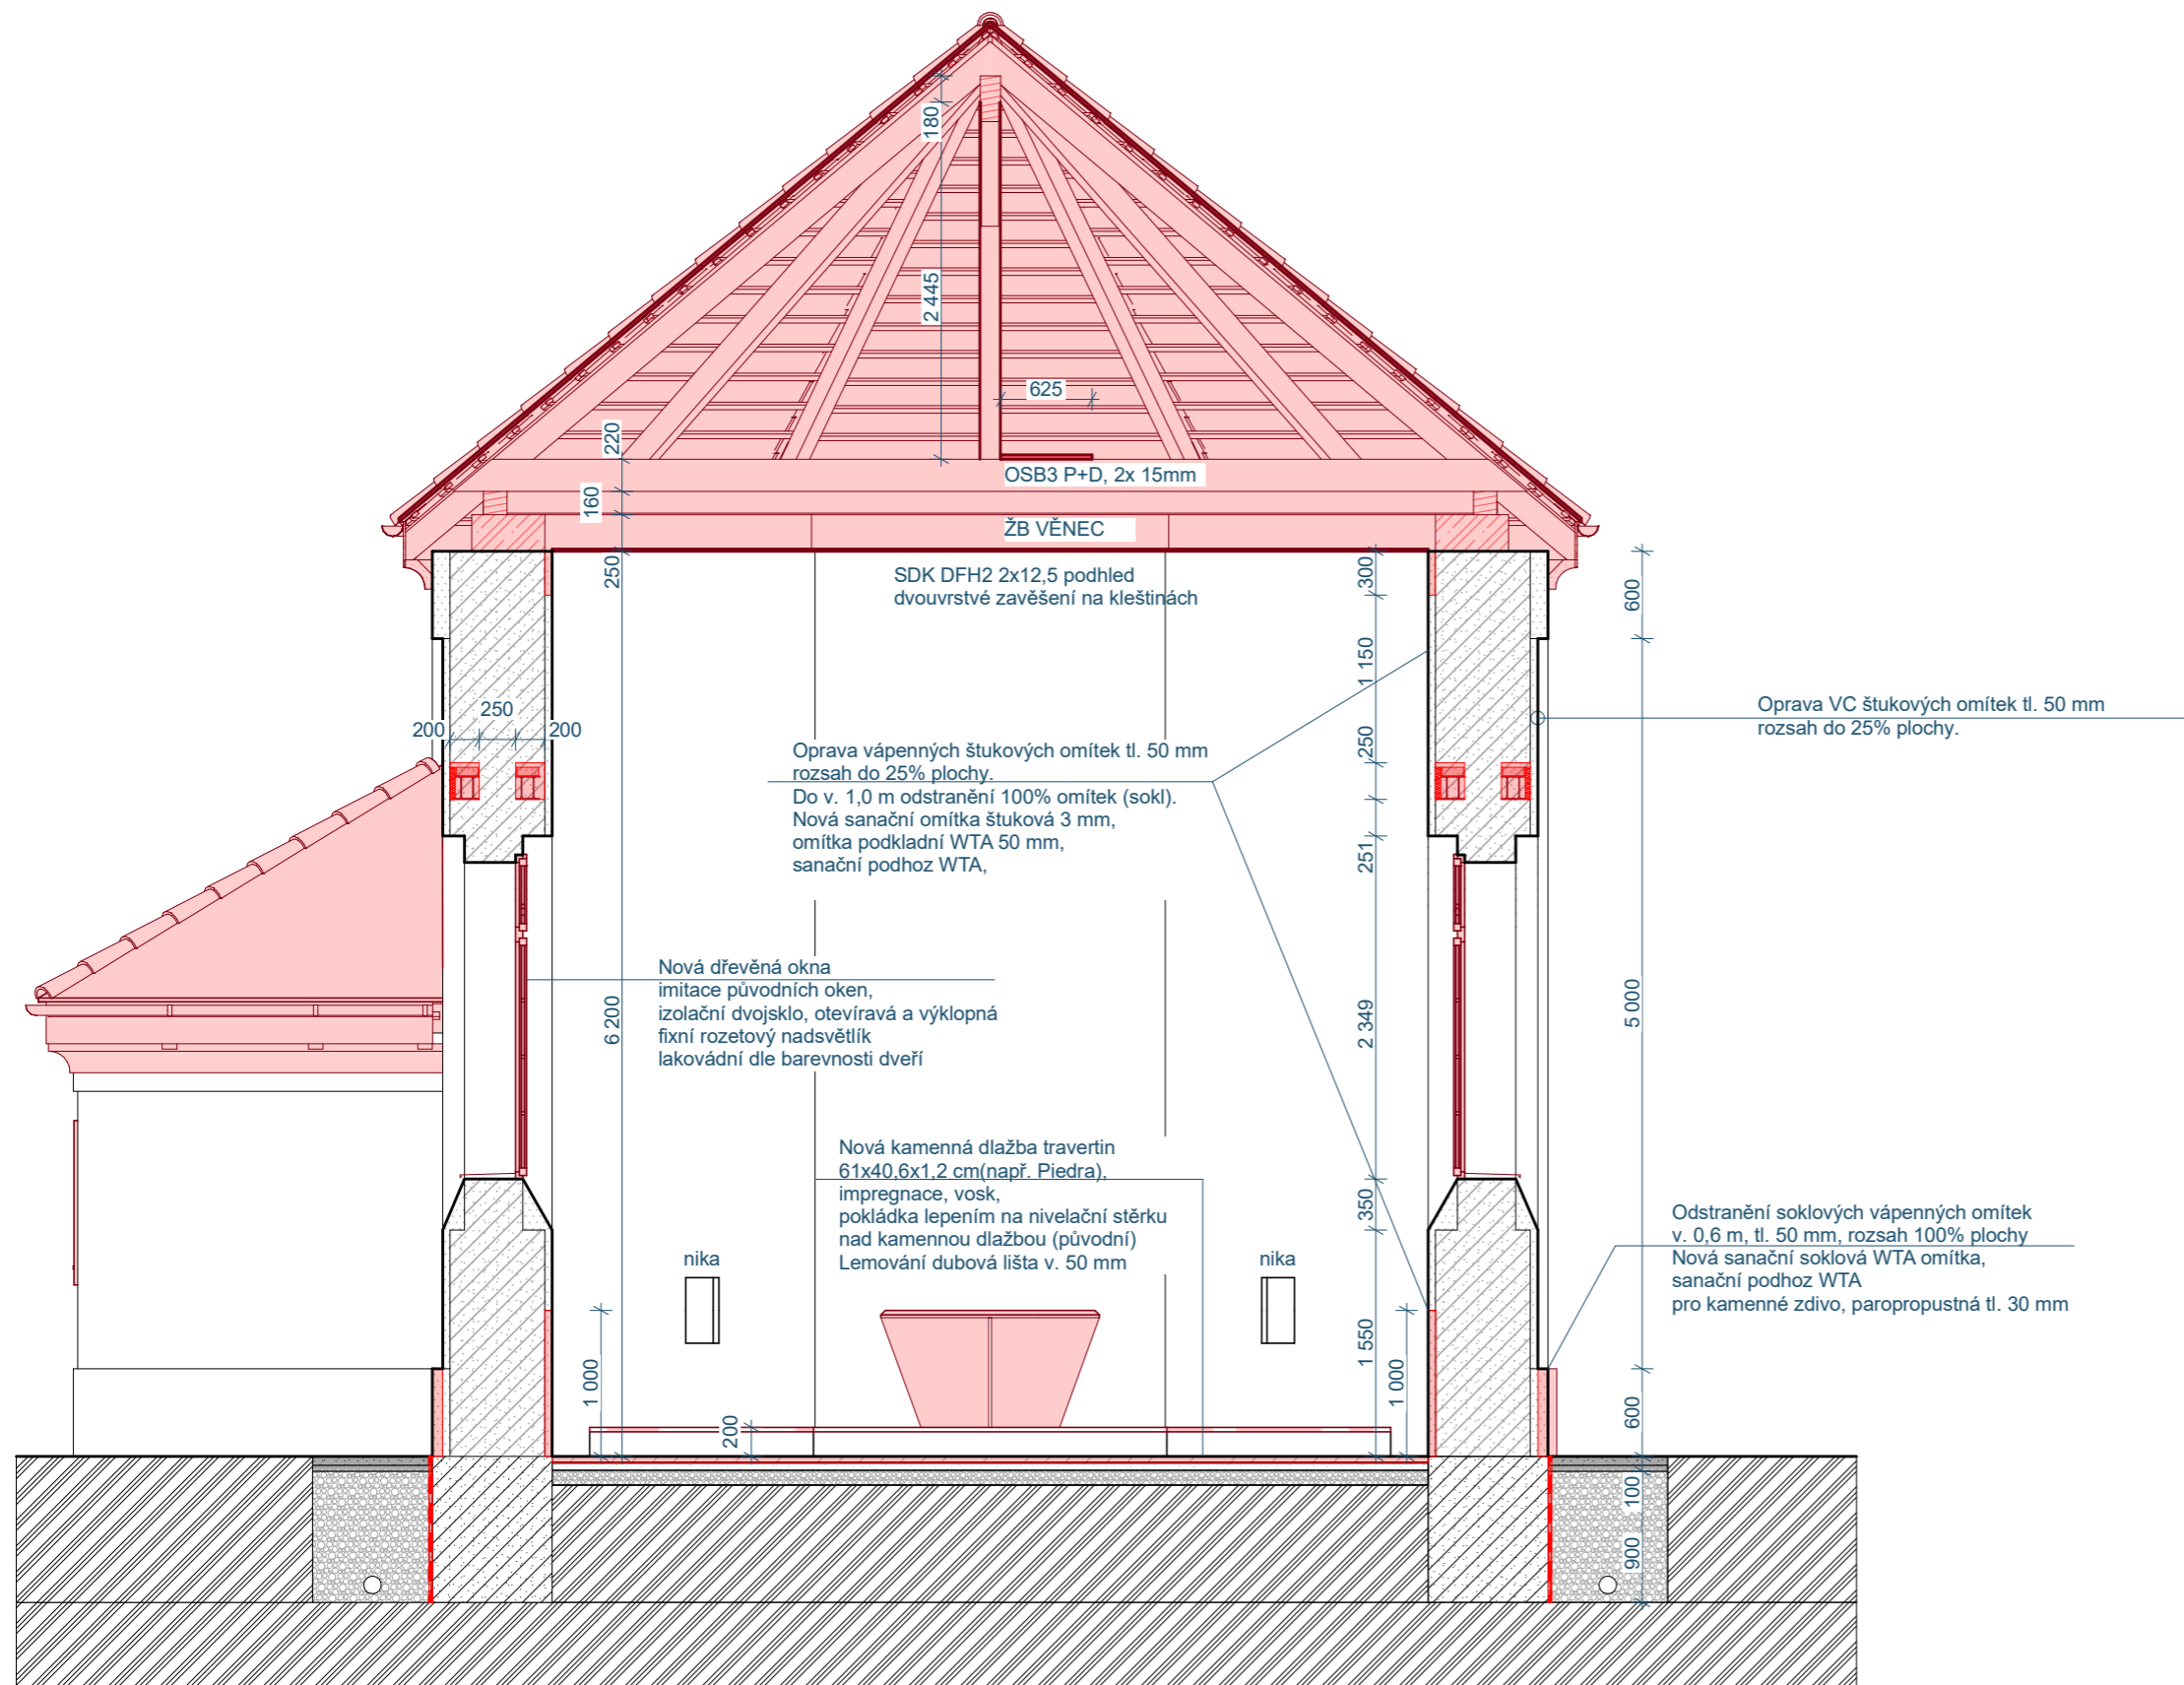 180
2 445
625
220
OSB3 P+D, 2x 15mm
160
ŽB VĚNEC
250
SDK DFH2 2x12,5 podhled
dvouvrstvé zavěšení na kleštinách
300
600
1 150
200
250
200
250
Oprava VC štukových omítek tl. 50 mm
rozsah do 25% plochy.
Oprava vápenných štukových omítek tl. 50 mm
rozsah do 25% plochy.
Do v. 1,0 m odstranění 100% omítek (sokl).
Nová sanační omítka štuková 3 mm,
omítka podkladní WTA 50 mm,
sanační podhoz WTA,
251
Nová dřevěná okna
imitace původních oken,
izolační dvojsklo, otevíravá a výklopná
fixní rozetový nadsvětlík
lakovádní dle barevnosti dveří
6 200
2 349
5 000
Nová kamenná dlažba travertin
61x40,6x1,2 cm(např. Piedra),
impregnace, vosk,
pokládka lepením na nivelační stěrku
nad kamennou dlažbou (původní)
Lemování dubová lišta v. 50 mm
350
Odstranění soklových vápenných omítek
v. 0,6 m, tl. 50 mm, rozsah 100% plochy
Nová sanační soklová WTA omítka,
sanační podhoz WTA
pro kamenné zdivo, paropropustná tl. 30 mm
nika
nika
1 000
1 550
1 000
200
600
100
900